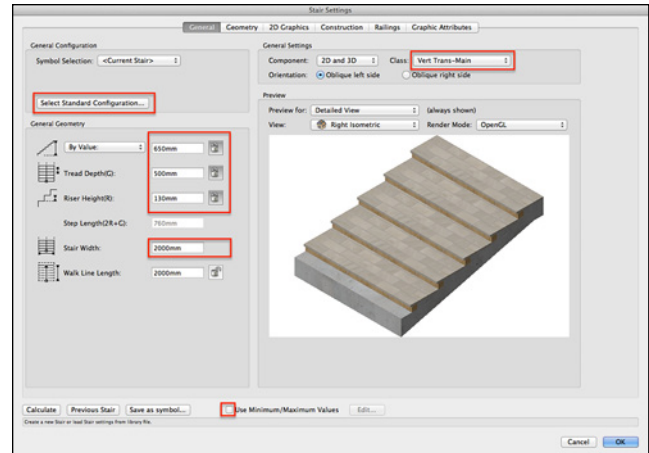 Stair Settings
General Geometry 2D Graphics Construction Railings Graphic Attributes
General Configuration
Symbol Selection: <Current Stair>
Select Standard Configuration...
General Geometry
By Value: 650mm
Tread Depth(G): 500mm
Riser Height(R): 130mm
Step Length(2R+G): 760mm
Stair Width: 2000mm
Walk Line Length: 2000mm
General Settings
Component: 2D and 3D Class: Vert Trans-Main
Orientation: Oblique left side Oblique right side
Preview
Preview for: Detailed View (always shown)
View: Right Isometric Render Mode: OpenGL
Calculate Previous Stair Save as symbol... Use Minimum/Maximum Values Edit...
Create a new Stair or load Stair settings from library file.
Cancel OK